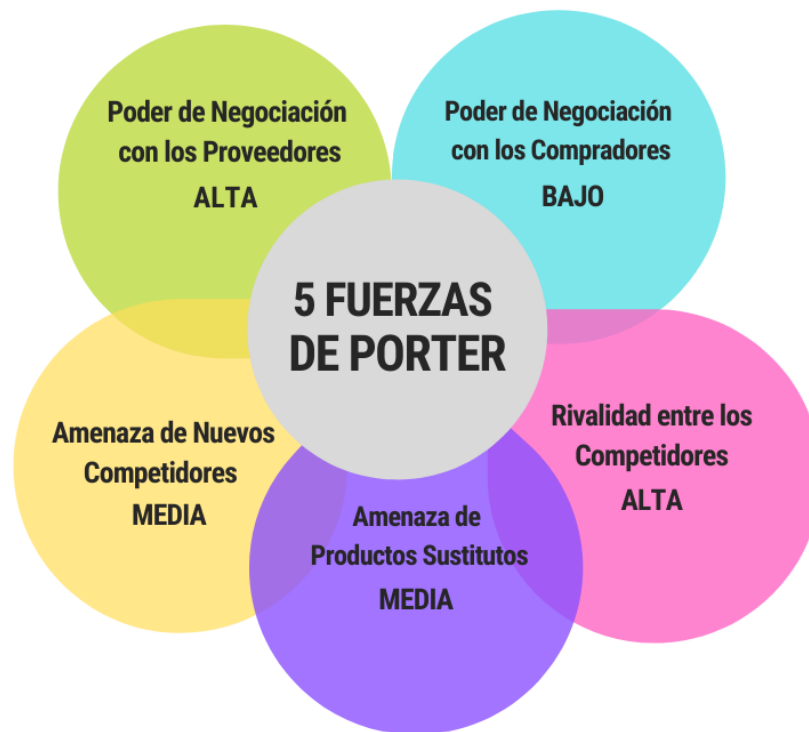 Poder de Negociación
con los Proveedores
ALTA
Poder de Negociación
con los Compradores
BAJO
5 FUERZAS
DE PORTER
Amenaza de Nuevos
Competidores
MEDIA
Rivalidad entre los
Competidores
ALTA
Amenaza de
Productos Sustitutos
MEDIA